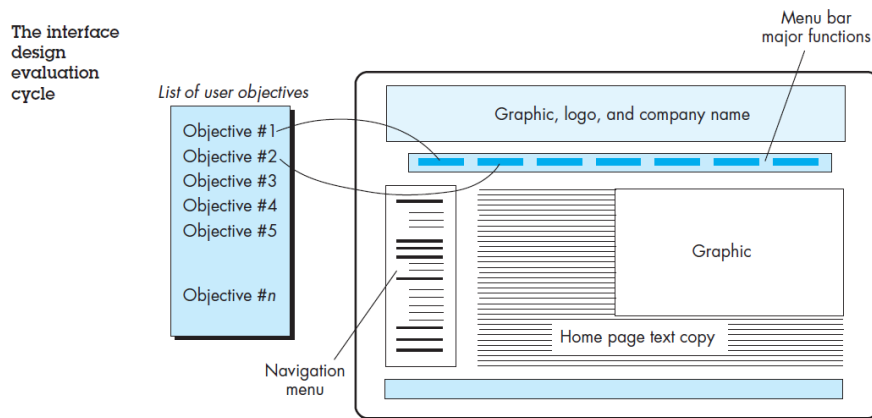 The interface
design
evaluation
cycle
List of user objectives
Objective #1
Objective #2
Objective #3
Objective #4
Objective #5
Objective #n
Menu bar
major functions
Graphic, logo, and company name
Graphic
Home page text copy
Navigation
menu